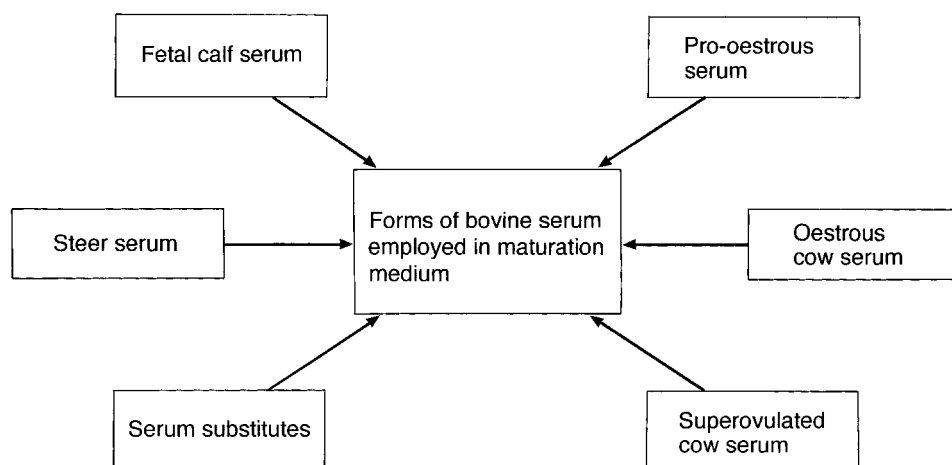 Fetal calf serum
Pro-oestrous
serum
Steer serum
Forms of bovine serum
employed in maturation
medium
Oestrous
cow serum
Serum substitutes
Superovulated
cow serum